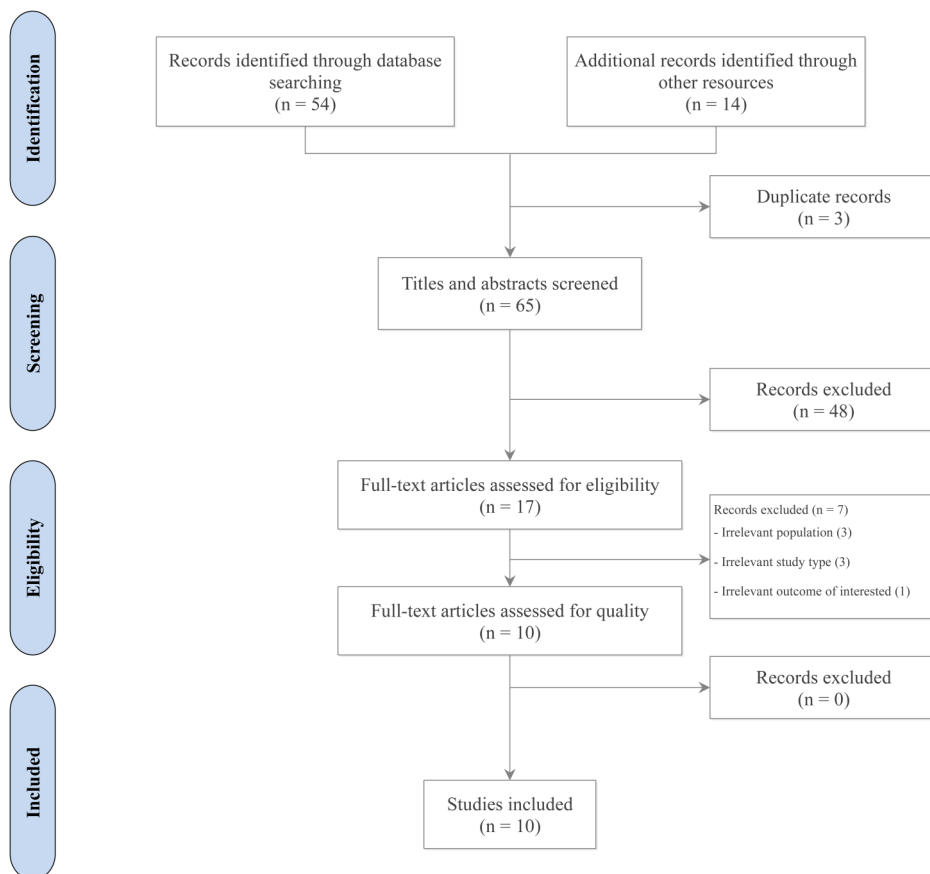 Identification
Records identified through database
searching
(n = 54)
Additional records identified through
other resources
(n = 14)
Duplicate records
(n = 3)
Screening
Titles and abstracts screened
(n = 65)
Records excluded
(n = 48)
Eligibility
Full-text articles assessed for eligibility
(n = 17)
Records excluded (n = 7)
- Irrelevant population (3)
- Irrelevant study type (3)
- Irrelevant outcome of interested (1)
Full-text articles assessed for quality
(n = 10)
Records excluded
(n = 0)
Included
Studies included
(n = 10)